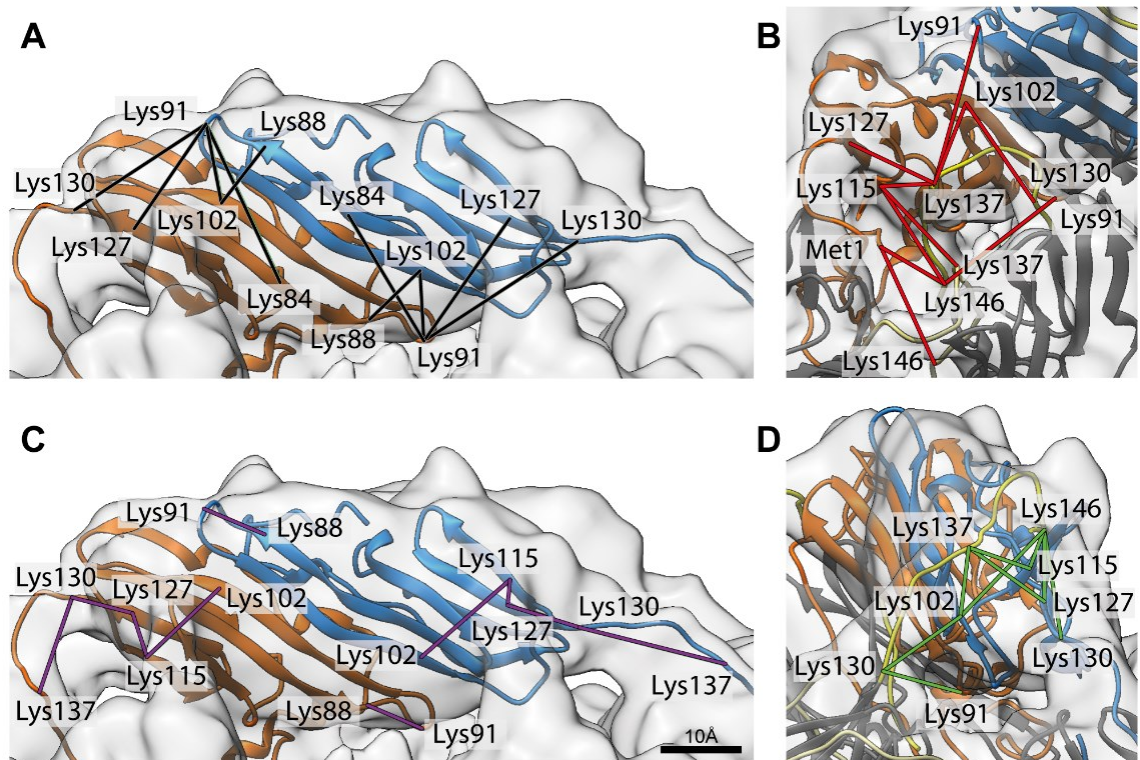 A
Lys91
Lys88
Lys130
Lys84
Lys127
Lys102
Lys130
Lys127
Lys102
Lys84
Lys88
Lys91
B
Lys91
Lys102
Lys127
Lys130
Lys115
Lys137
Lys91
Met1
Lys137
Lys146
Lys146
C
Lys91
Lys88
Lys115
Lys130
Lys127
Lys102
Lys130
Lys127
Lys102
Lys115
Lys137
Lys137
Lys88
Lys91
10Å
D
Lys146
Lys137
Lys115
Lys102
Lys127
Lys130
Lys130
Lys91